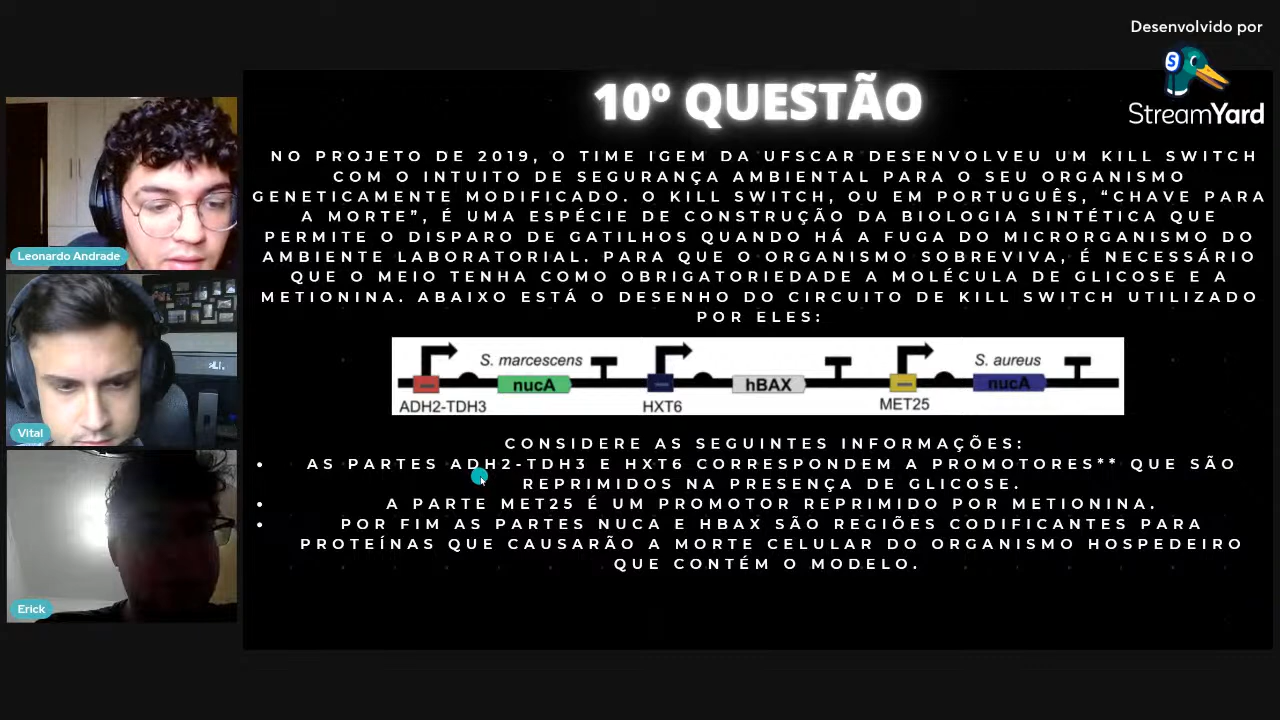 Desenvolvido por
StreamYard
10º QUESTÃO
NO PROJETO DE 2019, O TIME IGEM DA UFSCAR DESENVOLVEU UM KILL SWITCH
COM O INTUITO DE SEGURANÇA AMBIENTAL PARA O SEU ORGANISMO
GENETICAMENTE MODIFICADO. O KILL SWITCH, OU EM PORTUGUÊS, “CHAVE PARA
A MORTE”, É UMA ESPÉCIE DE CONSTRUÇÃO DA BIOLOGIA SINTÉTICA QUE
PERMITE O DISPARO DE GATILHOS QUANDO HÁ A FUGA DO MICRORGANISMO DO
AMBIENTE LABORATORIAL. PARA QUE O ORGANISMO SOBREVIVA, É NECESSÁRIO
QUE O MEIO TENHA COMO OBRIGATORIEDADE A MOLÉCULA DE GLICOSE E A
METIONINA. ABAIXO ESTÁ O DESENHO DO CIRCUITO DE KILL SWITCH UTILIZADO
POR ELES:
S. marcescens
S. aureus
nucA
hBAX
nucA
ADH2-TDH3
HXT6
MET25
CONSIDERE AS SEGUINTES INFORMAÇÕES:
• AS PARTES ADH2-TDH3 E HXT6 CORRESPONDEM A PROMOTORES** QUE SÃO
REPRIMIDOS NA PRESENÇA DE GLICOSE.
• A PARTE MET25 É UM PROMOTOR REPRIMIDO POR METIONINA.
• POR FIM AS PARTES NUCA E HBAX SÃO REGIÕES CODIFICANTES PARA
PROTEÍNAS QUE CAUSARÃO A MORTE CELULAR DO ORGANISMO HOSPEDEIRO
QUE CONTÉM O MODELO.
Leonardo Andrade
Vital
Erick